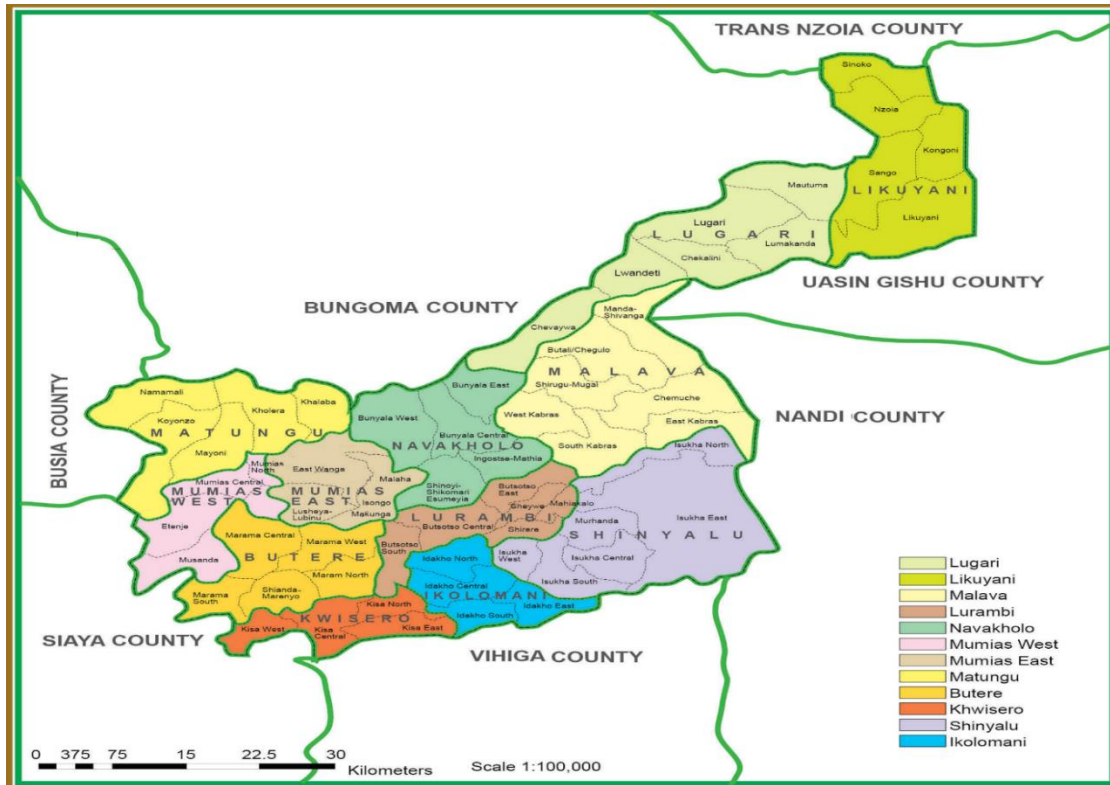 TRANS NZOIA COUNTY
Sinoko
Nzoia
Kongoni
Sango
LIKUYANI
Likuyani
Mautuma
Lugari
LUGARI
Lumakanda
Chekalini
Lwandeti
UASIN GISHU COUNTY
BUNGOMA COUNTY
Manda-
Shivanga
Chevaywa
Butali/Chegulo
MALAVA
Shirugu-Mugai
Chemuche
West Kabras
East Kabras
South Kabras
NANDI COUNTY
BUSIA COUNTY
Namamali
Khalaba
Koyonzo
Kholera
MATUNGU
Mayoni
Bunyala East
Bunyala West
Bunyala Central
NAVAKHOLO
Ingostse-Mathia
Shinoyi-
Shikomari
Esumeyia
Isukha North
Mumias
North
Mumias Central
MUMIAS
WEST
Etenje
Musanda
East Wanga
Malaha
MUMIAS
EAST
Isongo
Lusheya-
Lubinu
Makunga
Butsotso
East
Sheywe
Mahiakalo
LURAMBI
Butsotso Central
Shirere
Butsotso
South
Isukha East
Murhanda
SHINYALU
Isukha
West
Isukha Central
Isukha South
Marama Central
Marama West
BUTERE
Maram North
Marama
South
Shianda-
Marenyo
Idakho North
Idakho Central
IKOLOMANI
Idakho East
Idakho South
Kisa North
KWISERO
Kisa West
Kisa
Central
Kisa East
SIAYA COUNTY
VIHIGA COUNTY
Lugari
Likuyani
Malava
Lurambi
Navakholo
Mumias West
Mumias East
Matungu
Butere
Khwisero
Shinyalu
Ikolomani
0 375 75 15 22.5 30
Kilometers
Scale 1:100,000